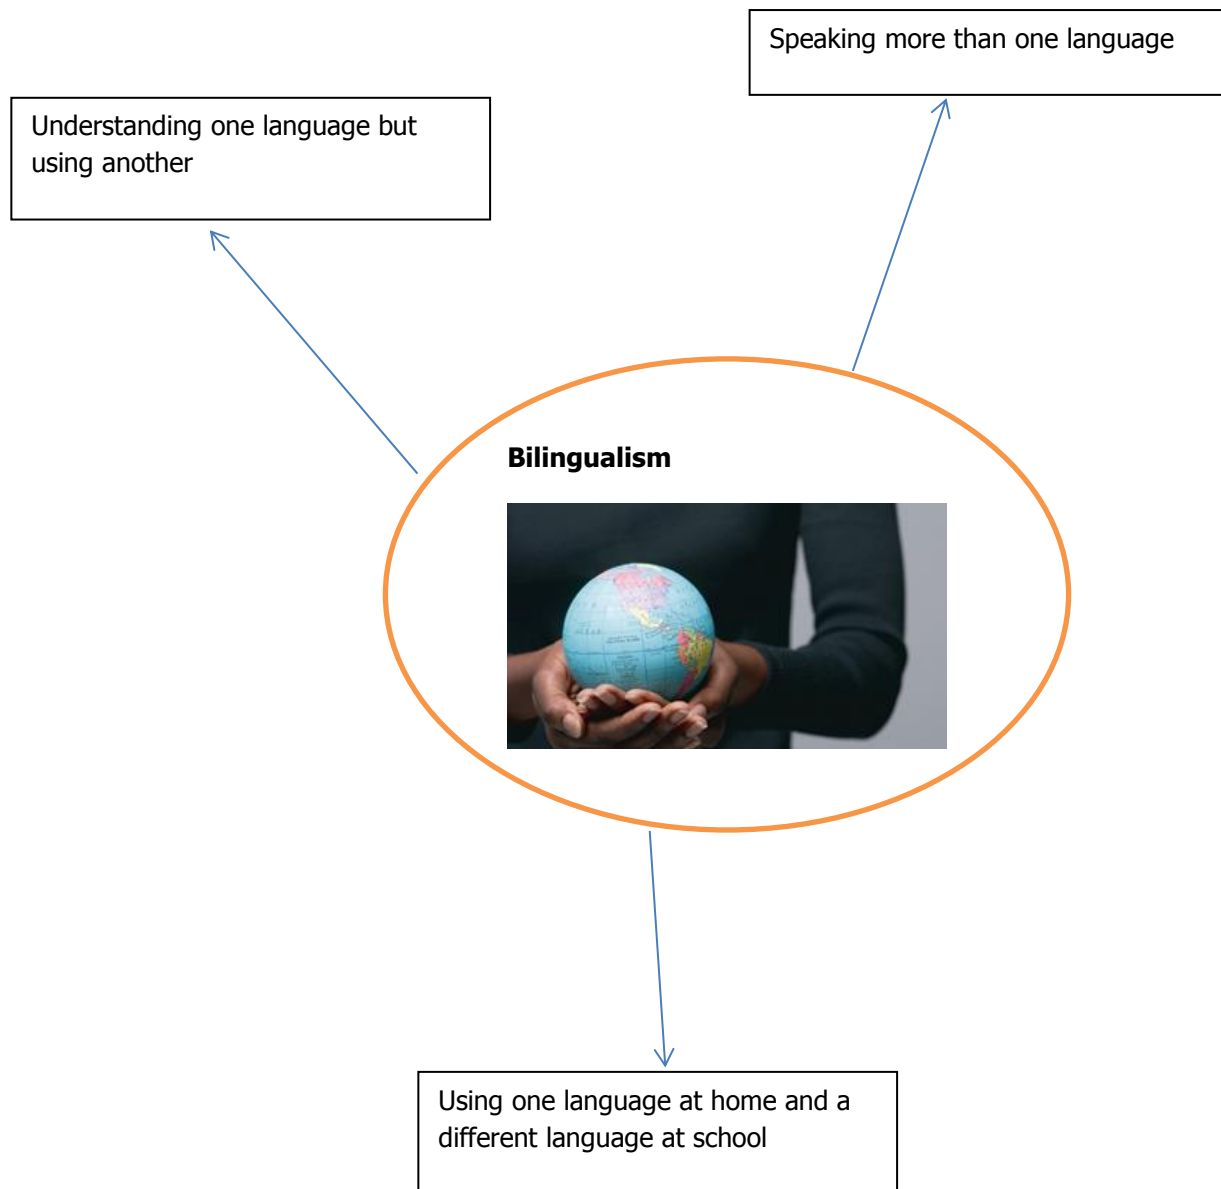 Speaking more than one language
Understanding one language but
using another
Bilingualism
Using one language at home and a
different language at school